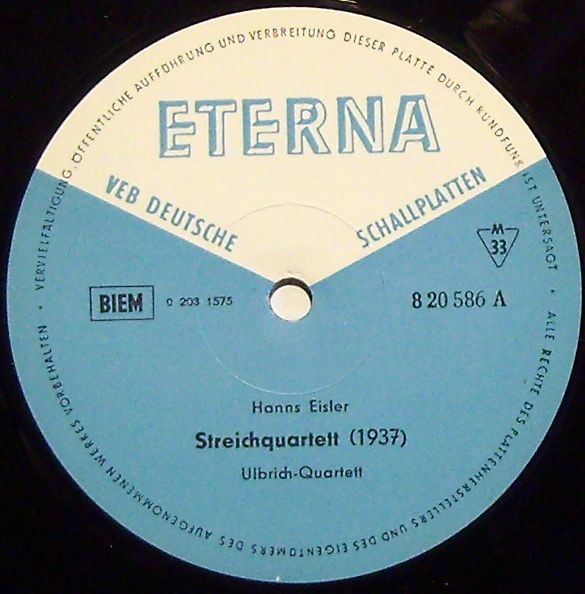 ETERNA
VEB DEUTSCHE SCHALLPLATTEN
M
33
BIEM
0 203 1575
8 20 586 A
Hanns Eisler
Streichquartett (1937)
Ulbrich-Quartett
ALLE RECHTE DES PLATTENHERSTELLERS UND DES EIGENTÜMERS DES AUFGENOMMENEN WERKES VORBEHALTEN • VERVIELFÄLTIGUNG, ÖFFENTLICHE AUFFÜHRUNG UND VERBREITUNG DIESER PLATTE DURCH RUNDFUNK IST UNTERSAGT •